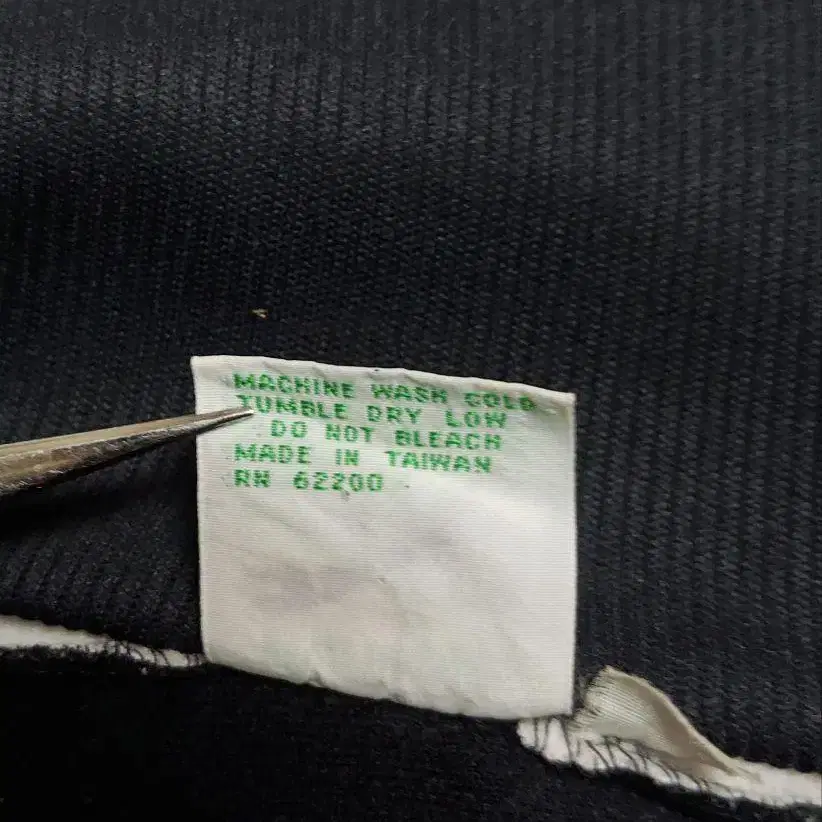 MACHINE WASH COLD
TUMBLE DRY LOW
DO NOT BLEACH
MADE IN TAIWAN
RN 62200